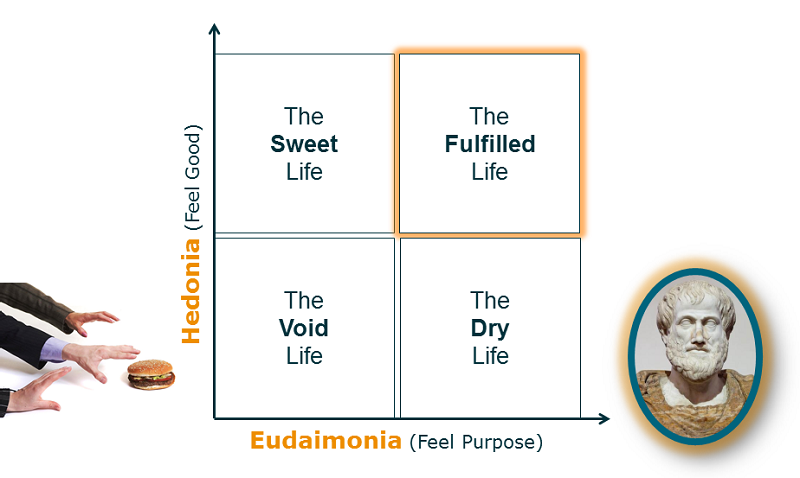 The
Sweet
Life
The
Fulfilled
Life
The
Void
Life
The
Dry
Life
Hedonia (Feel Good)
Eudaimonia (Feel Purpose)